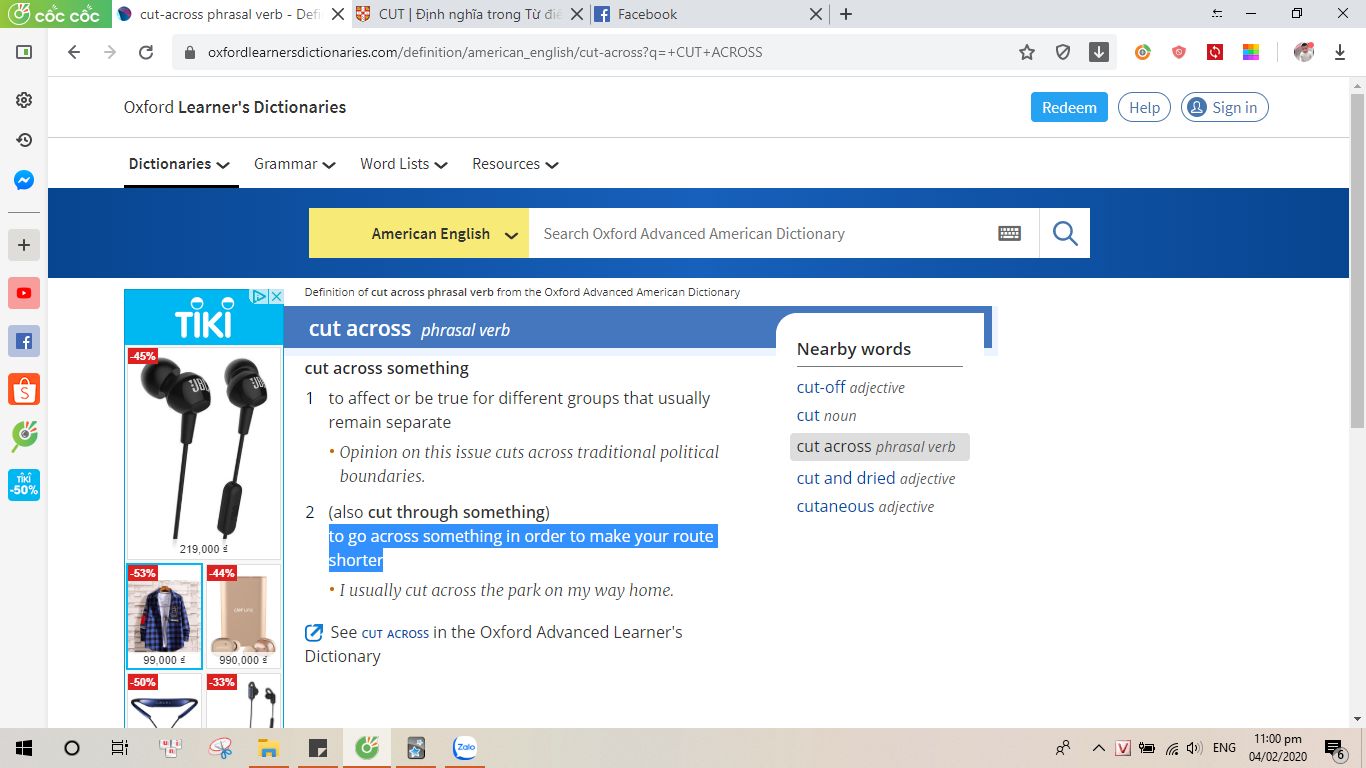 cốc cốc
cut-across phrasal verb - Defi
CUT | Định nghĩa trong Từ điể
Facebook
oxfordlearnersdictionaries.com/definition/american_english/cut-across?q=+CUT+ACROSS
Oxford Learner's Dictionaries
Redeem
Help
Sign in
Dictionaries
Grammar
Word Lists
Resources
American English
Search Oxford Advanced American Dictionary
Definition of cut across phrasal verb from the Oxford Advanced American Dictionary
TiKi
-45%
JBL
JBL
219,000 ₫
-53%
99,000 ₫
-44%
990,000 ₫
-50%
-33%
TIKI
-50%
cut across phrasal verb
cut across something
1 to affect or be true for different groups that usually
remain separate
• Opinion on this issue cuts across traditional political
boundaries.
2 (also cut through something)
to go across something in order to make your route
shorter
• I usually cut across the park on my way home.
See CUT ACROSS in the Oxford Advanced Learner's
Dictionary
Nearby words
cut-off adjective
cut noun
cut across phrasal verb
cut and dried adjective
cutaneous adjective
Zalo
V
ENG
11:00 pm
04/02/2020
6